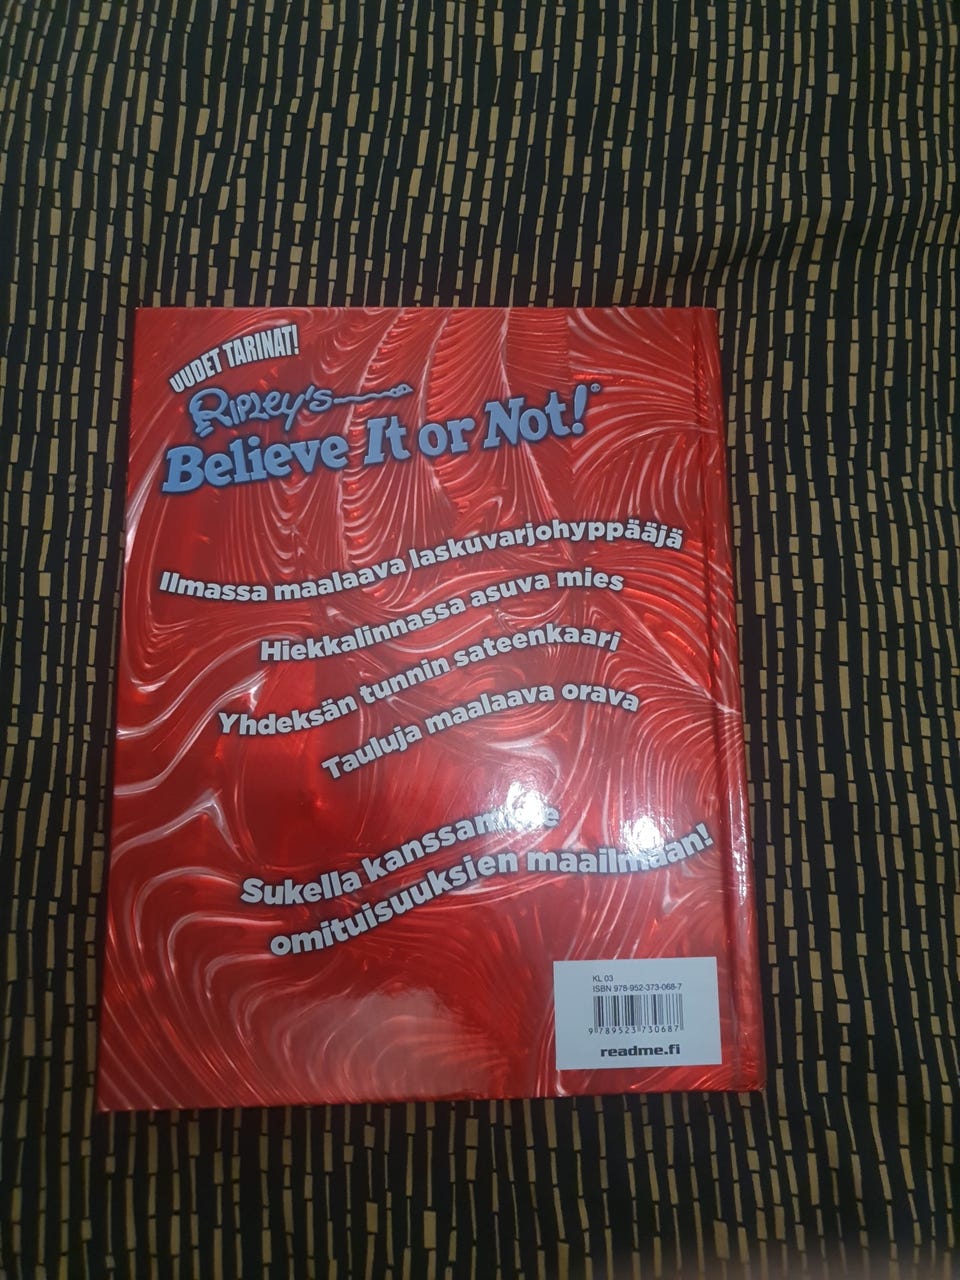 UUDET TARINAT!
RIPLEY'S
Believe It or Not!®
Ilmassa maalaava laskuvarjohyppääjä
Hiekkalinnassa asuva mies
Yhdeksän tunnin sateenkaari
Tauluja maalaava orava
Sukella kanssamme
omituisuuksien maailmaan!
KL 03
ISBN 978-952-373-068-7
9 789523 730687
readme.fi